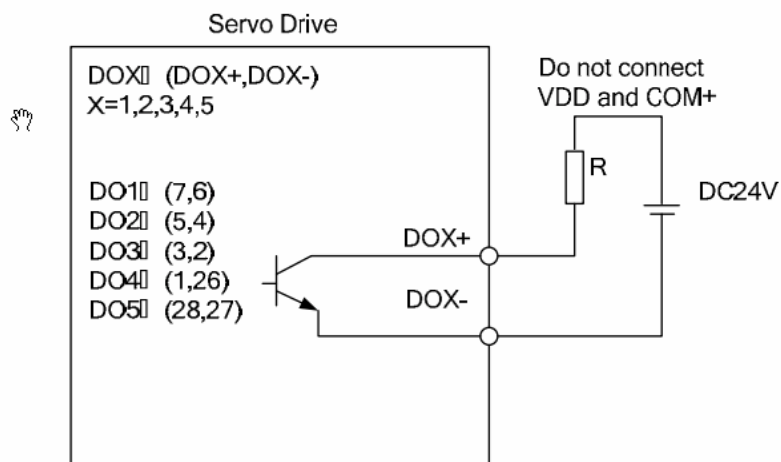 Servo Drive
DOX▯ (DOX+,DOX-)
X=1,2,3,4,5
Do not connect
VDD and COM+
R
DC24V
DO1▯ (7,6)
DO2▯ (5,4)
DO3▯ (3,2)
DO4▯ (1,26)
DO5▯ (28,27)
DOX+
DOX-